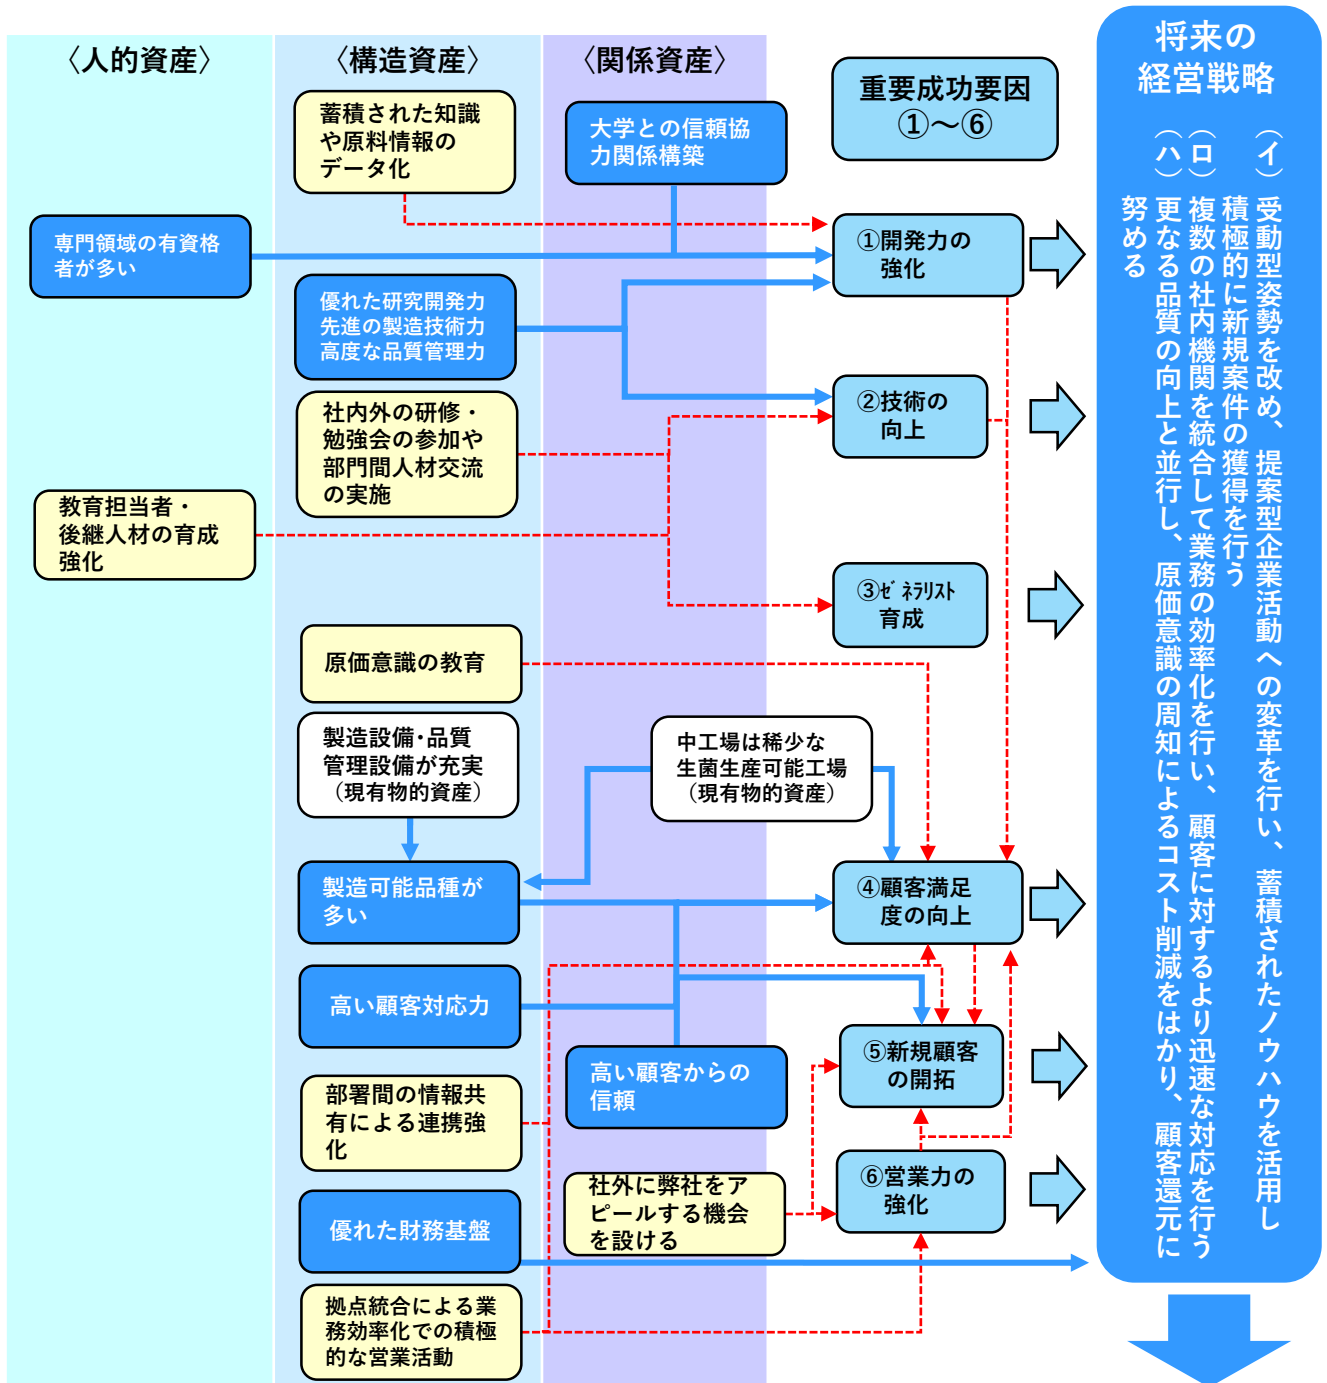 〈人的資産〉
〈構造資産〉
〈関係資産〉
蓄積された知識
や原料情報の
データ化
大学との信頼協
力関係構築
重要成功要因
①～⑥
専門領域の有資格
者が多い
①開発力の
強化
優れた研究開発力
先進の製造技術力
高度な品質管理力
②技術の
向上
社内外の研修・
勉強会の参加や
部門間人材交流
の実施
教育担当者・
後継人材の育成
強化
③ｾﾞﾈﾗﾘｽﾄ
育成
原価意識の教育
製造設備･品質
管理設備が充実
（現有物的資産）
中工場は稀少な
生菌生産可能工場
（現有物的資産）
製造可能品種が
多い
④顧客満足
度の向上
高い顧客対応力
高い顧客からの
信頼
⑤新規顧客
の開拓
部署間の情報共
有による連携強
化
社外に弊社をア
ピールする機会
を設ける
⑥営業力の
強化
優れた財務基盤
拠点統合による業
務効率化での積極
的な営業活動
将来の
経営戦略
（イ）受動型姿勢を改め、提案型企業活動への変革を行い、蓄積されたノウハウを活用し
積極的に新規案件の獲得を行う
（ロ）複数の社内機関を統合して業務の効率化を行い、顧客に対するより迅速な対応を行う
（ハ）更なる品質の向上と並行し、原価意識の周知によるコスト削減をはかり、顧客還元に
努める